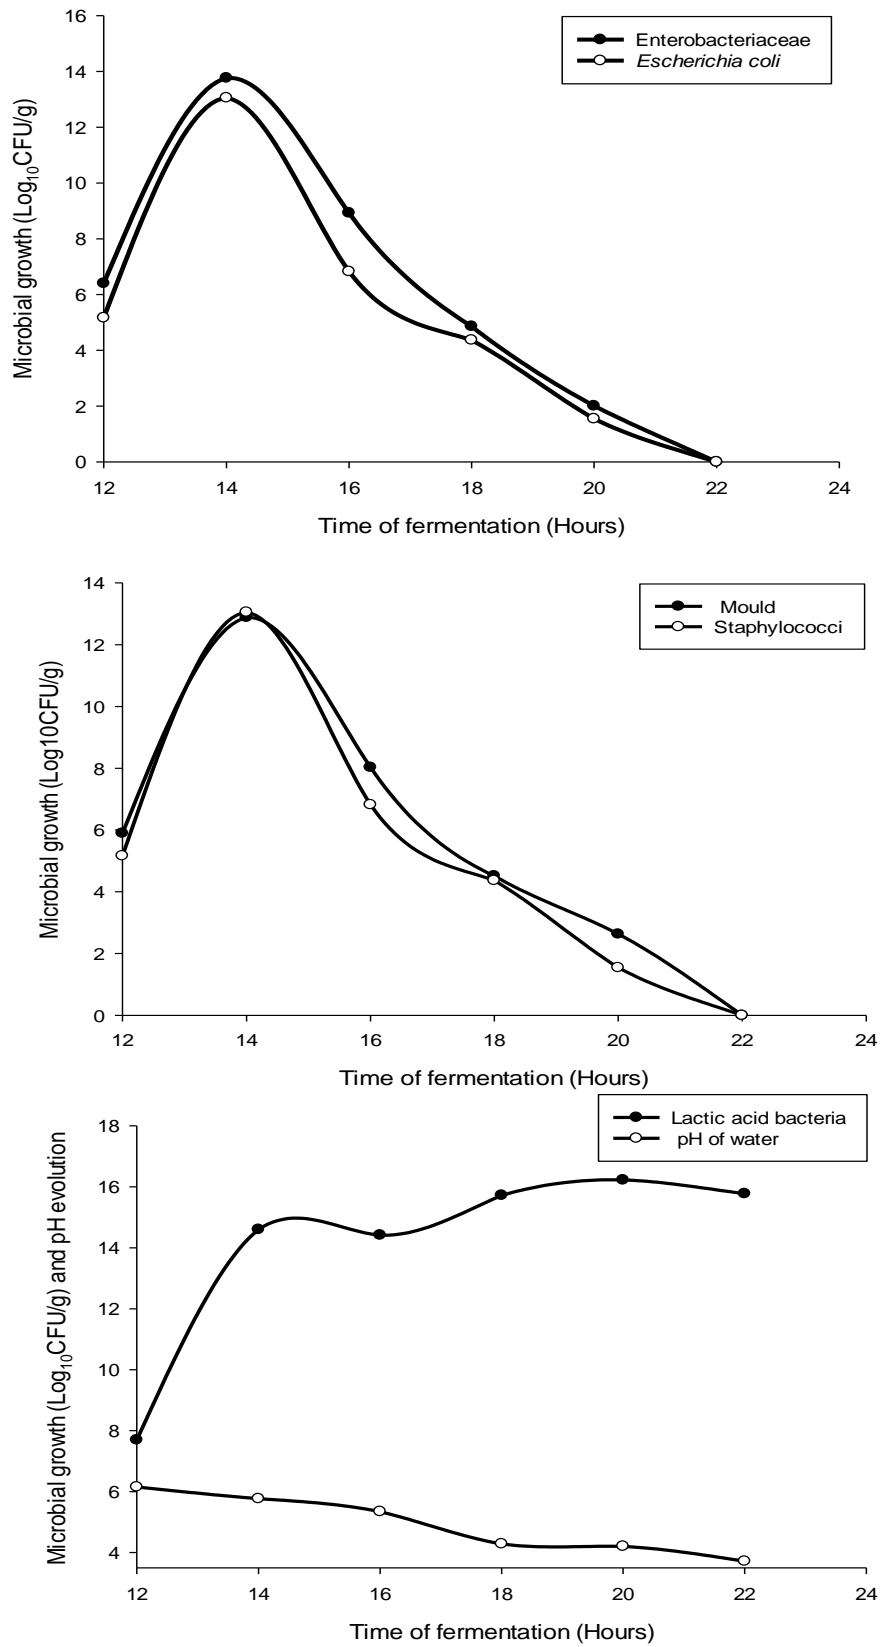 16
14
12
10
8
6
4
2
0
Microbial growth (Log10CFU/g)
Enterobacteriaceae
Escherichia coli
12 14 16 18 20 22 24
Time of fermentation (Hours)
14
12
10
8
6
4
2
0
Microbial growth (Log10CFU/g)
Mould
Staphylococci
12 14 16 18 20 22 24
Time of fermentation (Hours)
18
16
14
12
10
8
6
4
Microbial growth (Log10CFU/g) and pH evolution
Lactic acid bacteria
pH of water
12 14 16 18 20 22 24
Time of fermentation (Hours)